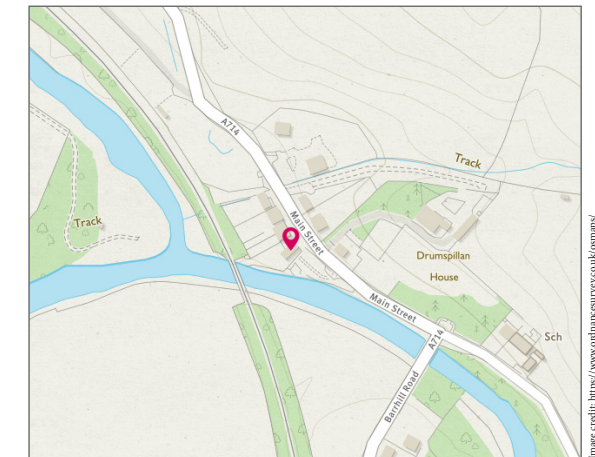 A714
Track
Track
Main Street
Drumspillan
House
Main Street
Sch
A714
Barrhill Road
Image credit: https://www.ordnancesurvey.co.uk/osmaps/